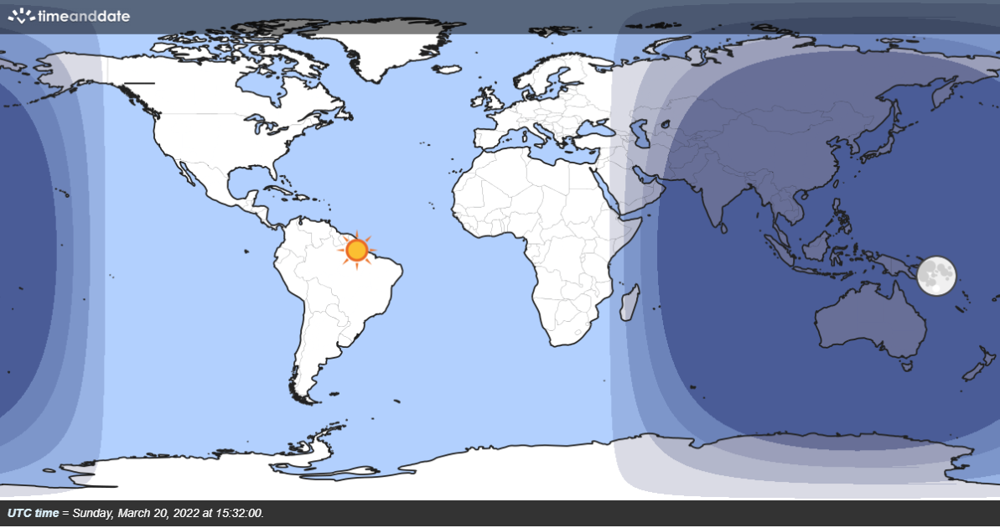 timeanddate
UTC time = Sunday, March 20, 2022 at 15:32:00.